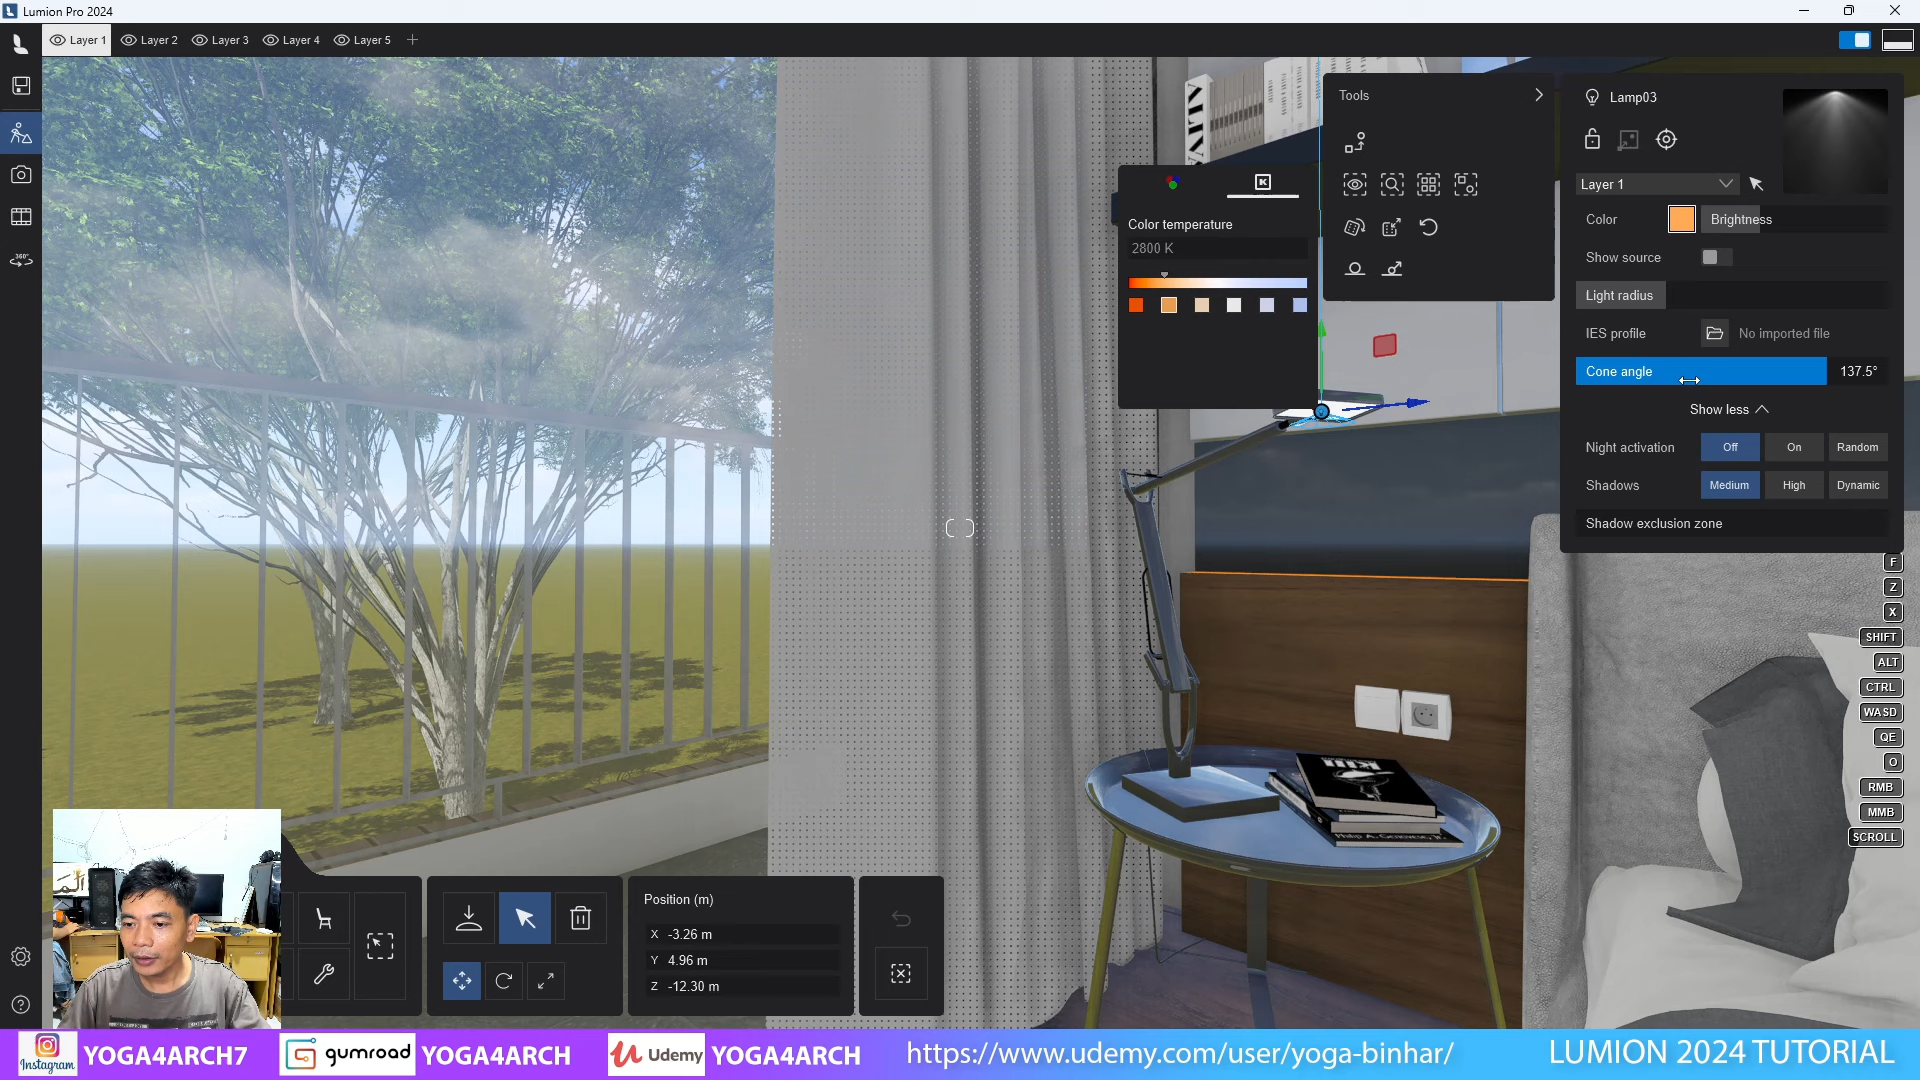 Lumion Pro 2024
Layer 1
Layer 2
Layer 3
Layer 4
Layer 5
Tools
Lamp03
Layer 1
Color
Brightness
Show source
Light radius
IES profile
No imported file
Cone angle
137.5°
Show less
Night activation
Off
On
Random
Shadows
Medium
High
Dynamic
Shadow exclusion zone
K
Color temperature
2800 K
360°
F
Z
X
SHIFT
ALT
CTRL
WASD
QE
O
RMB
MMB
SCROLL
Position (m)
X -3.26 m
Y 4.96 m
Z -12.30 m
Instagram
YOGA4ARCH7
gumroad
YOGA4ARCH
Udemy
YOGA4ARCH
https://www.udemy.com/user/yoga-binhar/
LUMION 2024 TUTORIAL